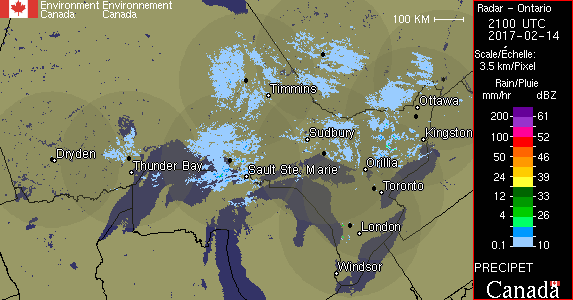 Environment Environnement
Canada Canada
100 KM
Timmins
Ottawa
Sudbury
Kingston
Dryden
Thunder Bay
Sault Ste. Marie
Orillia
Toronto
London
Windsor
Radar - Ontario
2100 UTC
2017-02-14
Scale/Échelle:
3.5 km/Pixel
Rain/Pluie
mm/hr dBZ
200 61
100 52
50 46
24 39
12 33
4 26
0.1 10
PRECIPET
Canada